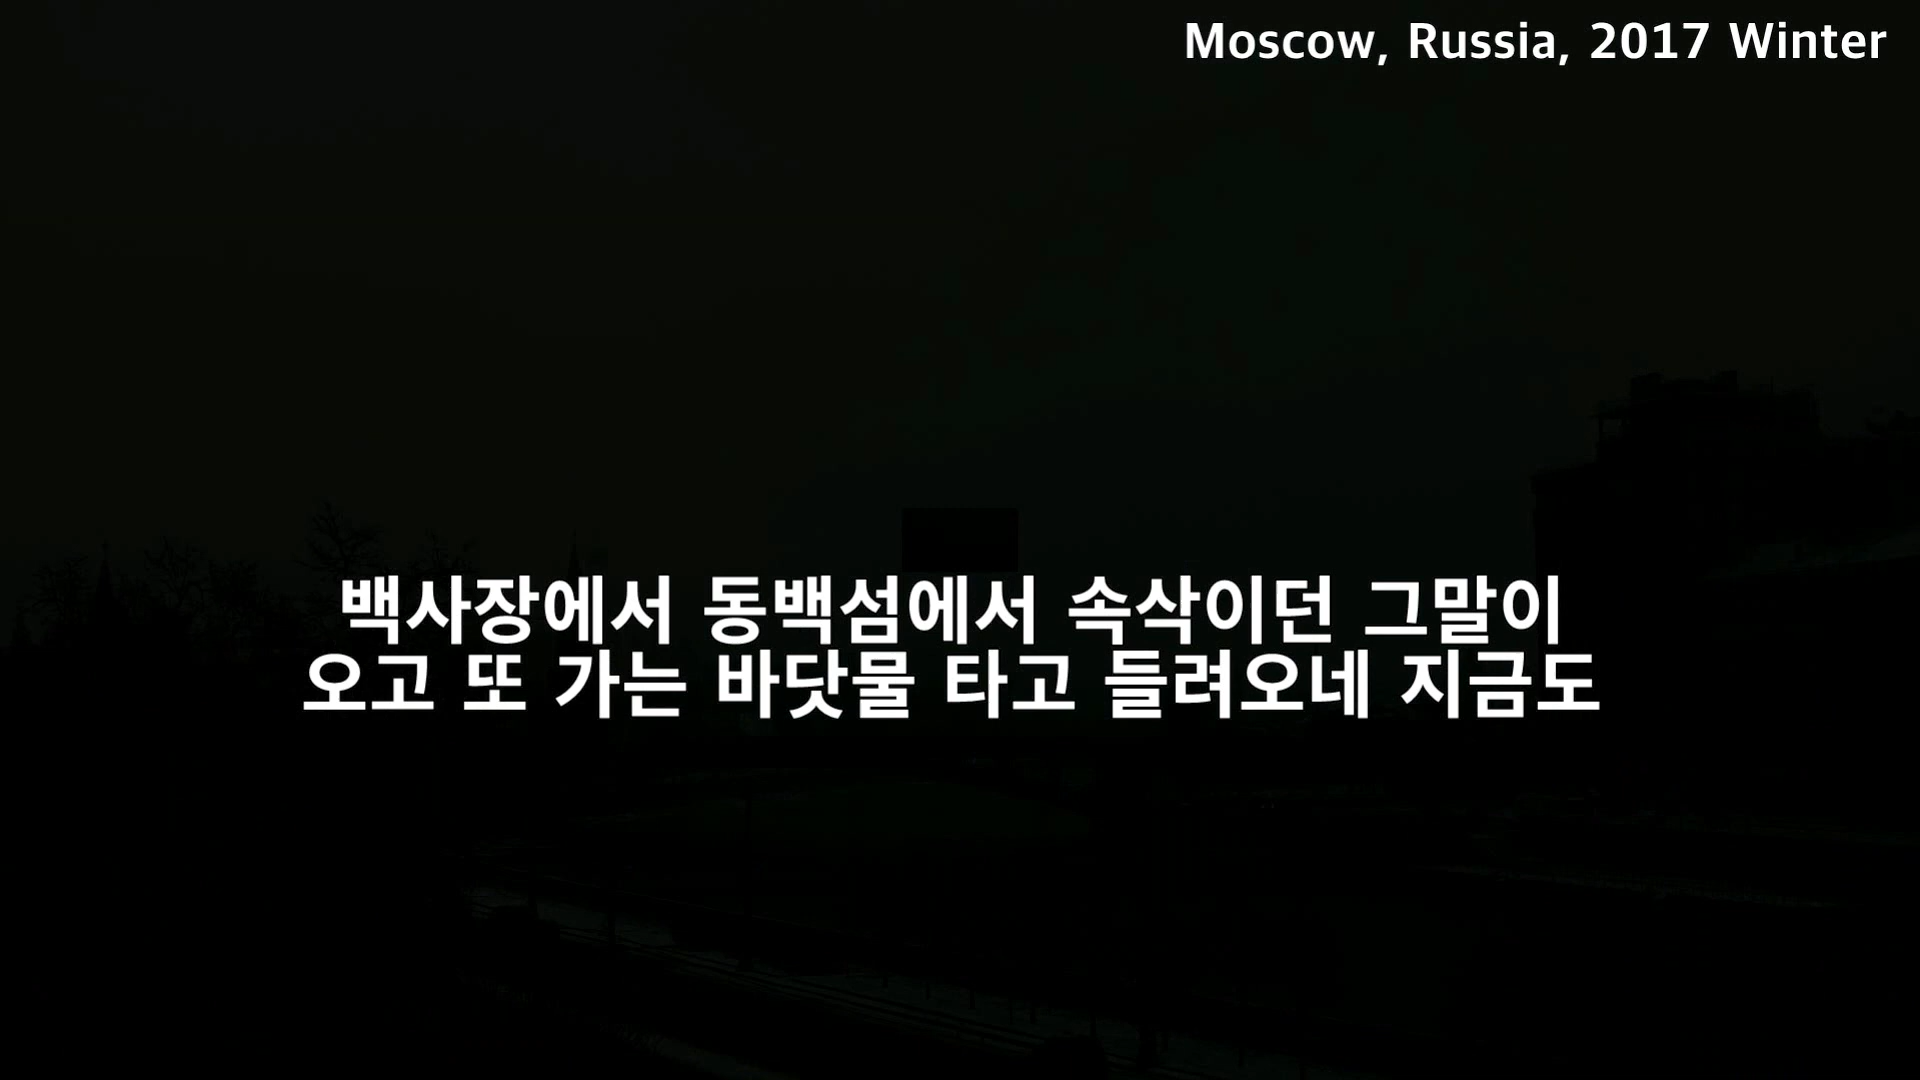 Moscow, Russia, 2017 Winter
백사장에서 동백섬에서 속삭이던 그말이
오고 또 가는 바닷물 타고 들려오네 지금도